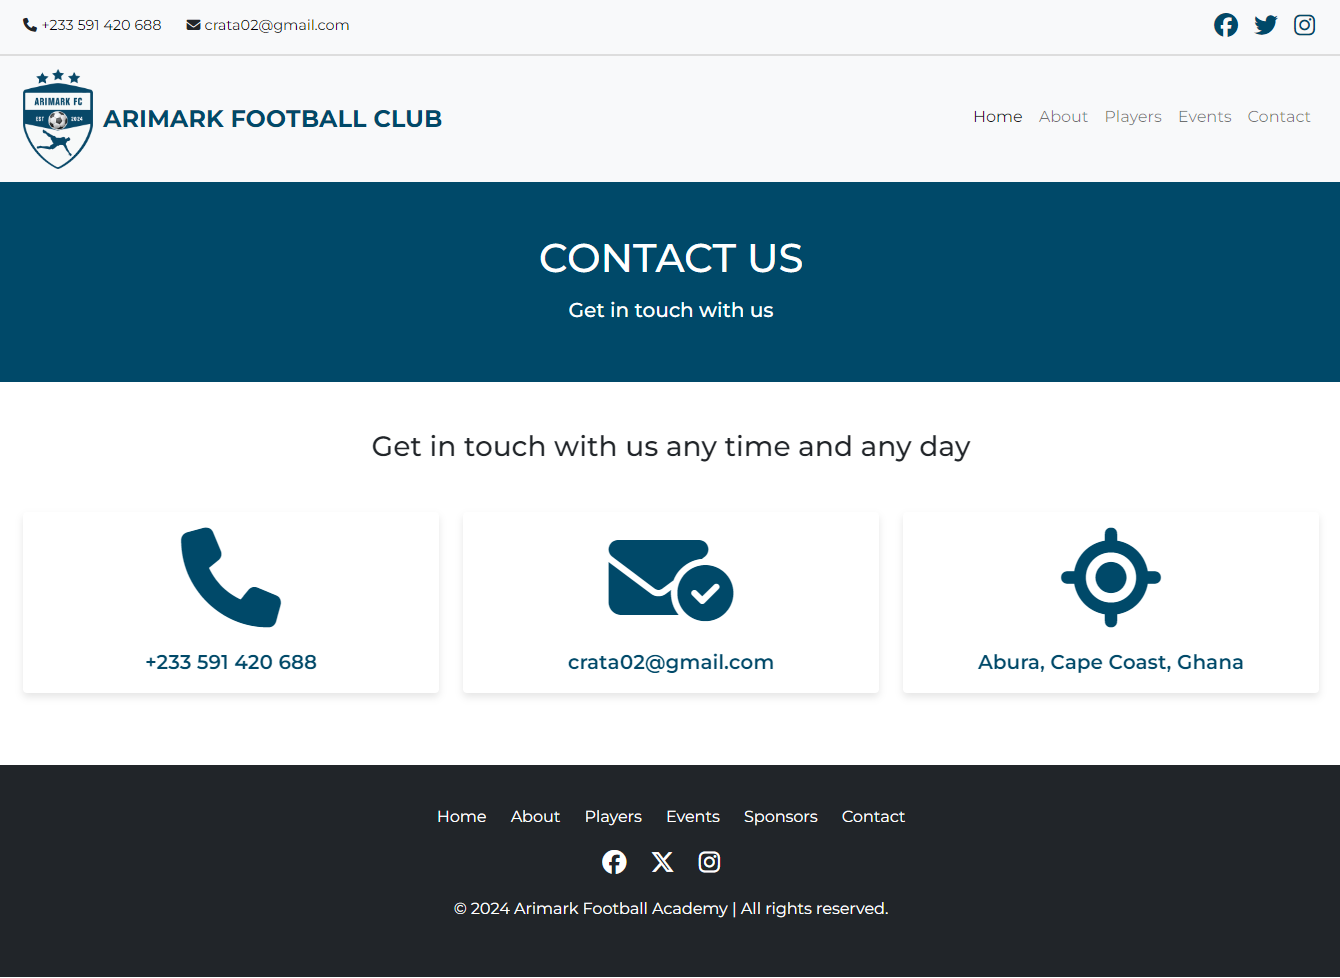 +233 591 420 688 crata02@gmail.com
ARIMARK FC
EST 2024
ARIMARK FOOTBALL CLUB
Home About Players Events Contact
CONTACT US
Get in touch with us
Get in touch with us any time and any day
+233 591 420 688
crata02@gmail.com
Abura, Cape Coast, Ghana
Home About Players Events Sponsors Contact
© 2024 Arimark Football Academy | All rights reserved.